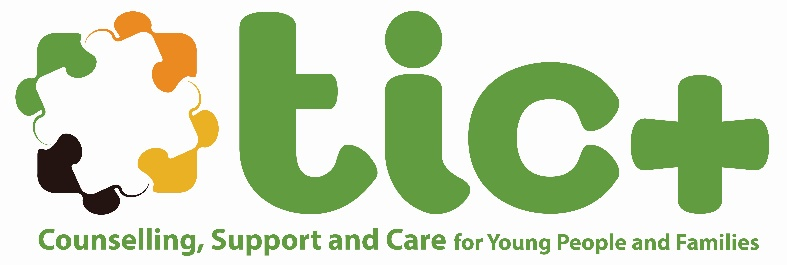 tic+
Counselling, Support and Care for Young People and Families